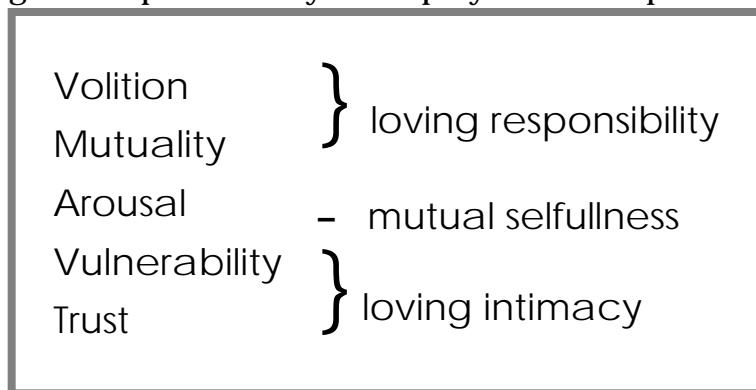 Volition
} loving responsibility
Mutuality
Arousal - mutual selfullness
Vulnerability
} loving intimacy
Trust